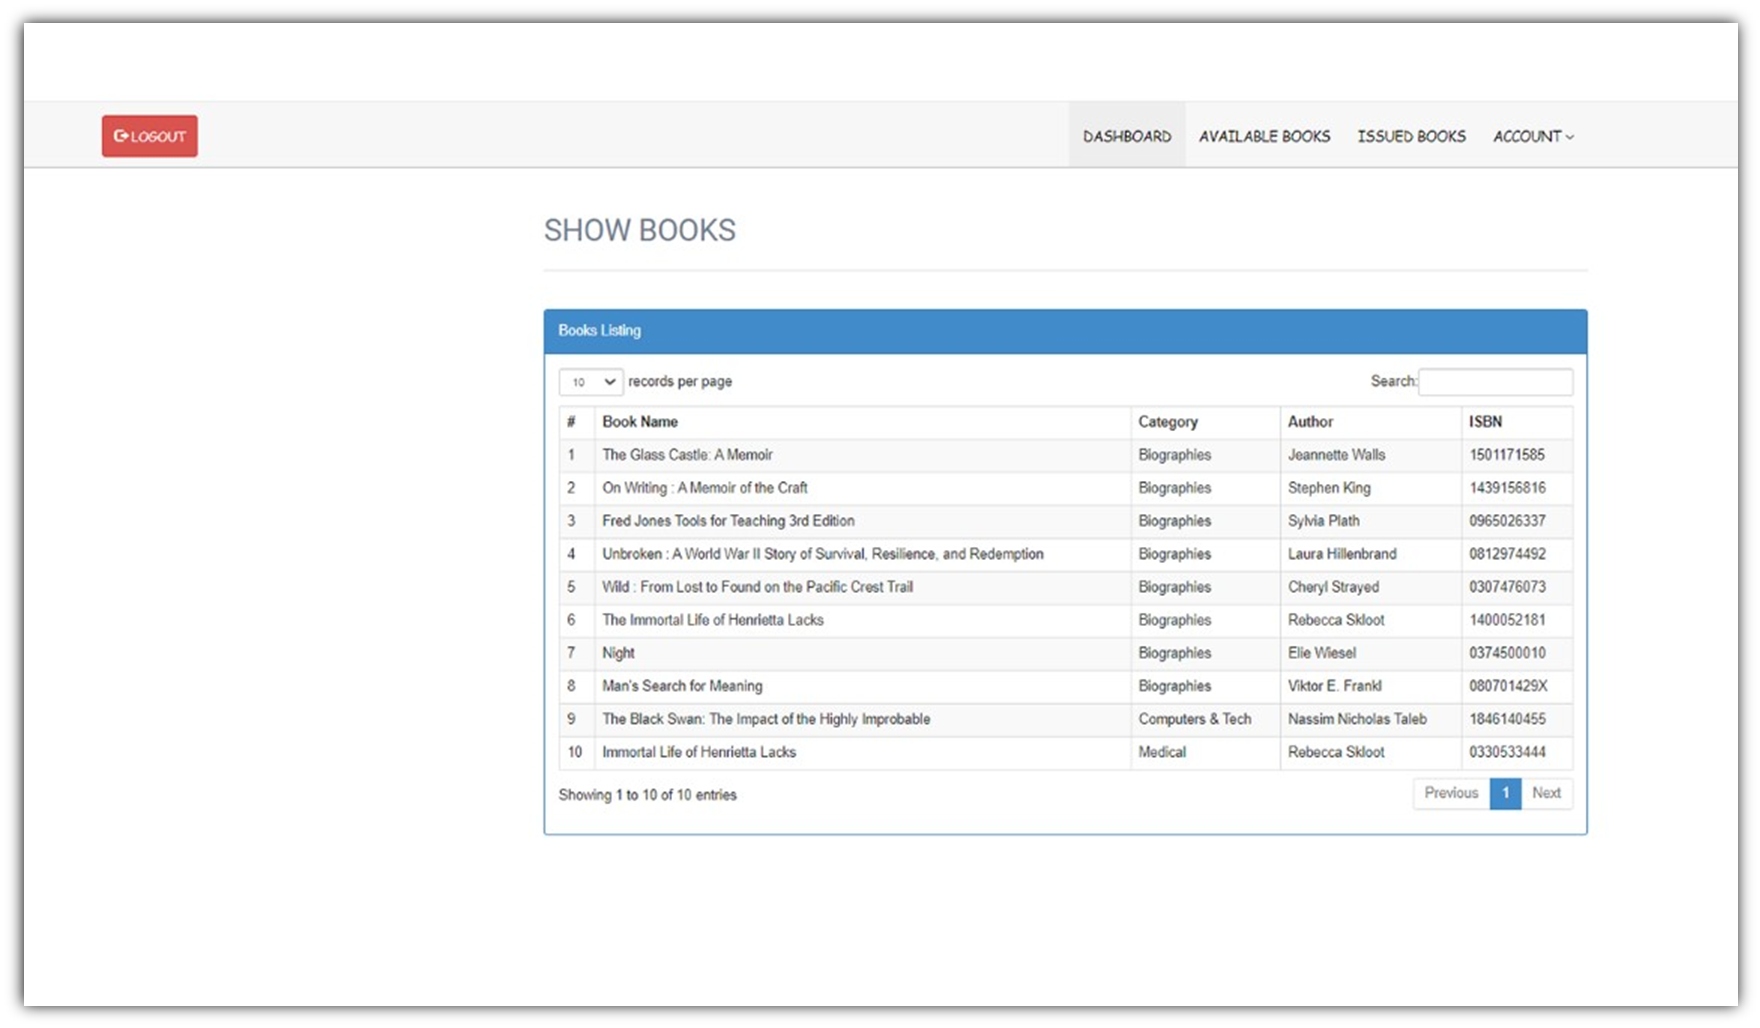 LOGOUT DASHBOARD AVAILABLE BOOKS ISSUED BOOKS ACCOUNT
SHOW BOOKS
Books Listing
10 records per page Search:
# Book Name Category Author ISBN
1 The Glass Castle: A Memoir Biographies Jeannette Walls 1501171585
2 On Writing : A Memoir of the Craft Biographies Stephen King 1439156816
3 Fred Jones Tools for Teaching 3rd Edition Biographies Sylvia Plath 0965026337
4 Unbroken : A World War II Story of Survival, Resilience, and Redemption Biographies Laura Hillenbrand 0812974492
5 Wild : From Lost to Found on the Pacific Crest Trail Biographies Cheryl Strayed 0307476073
6 The Immortal Life of Henrietta Lacks Biographies Rebecca Skloot 1400052181
7 Night Biographies Elie Wiesel 0374500010
8 Man's Search for Meaning Biographies Viktor E. Frankl 080701429X
9 The Black Swan: The Impact of the Highly Improbable Computers & Tech Nassim Nicholas Taleb 1846140455
10 Immortal Life of Henrietta Lacks Medical Rebecca Skloot 0330533444
Showing 1 to 10 of 10 entries Previous 1 Next